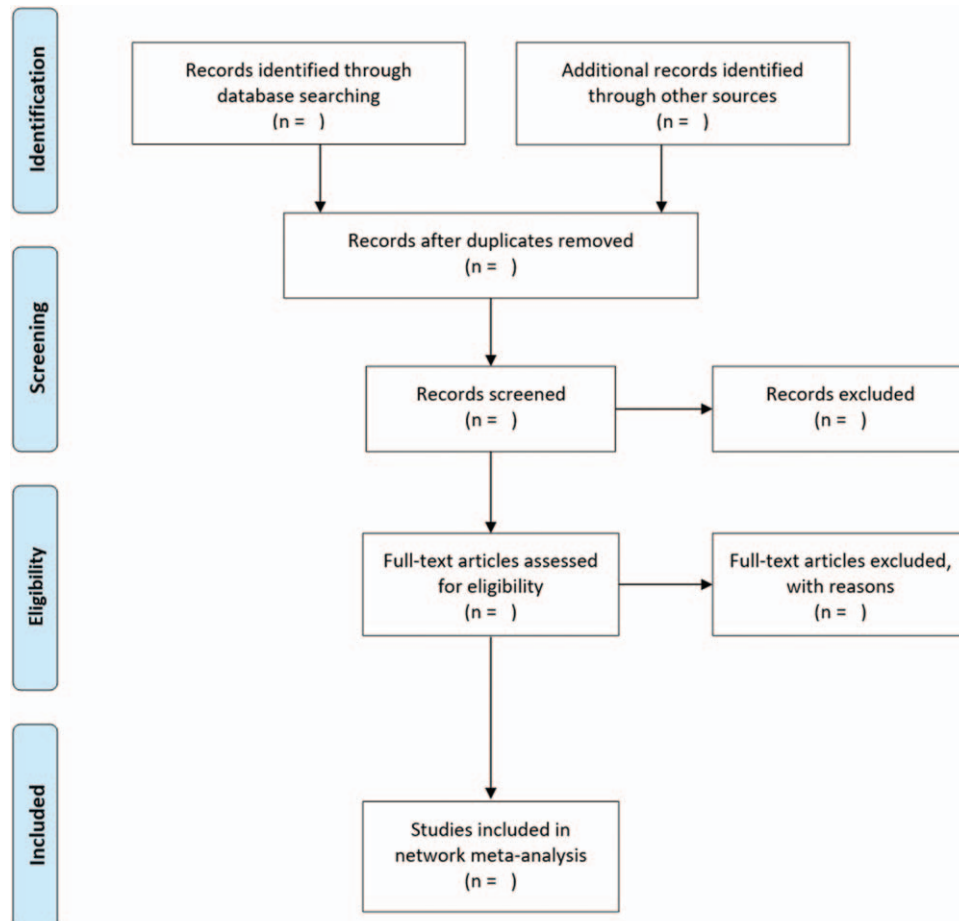 Identification
Records identified through
database searching
(n =   )
Additional records identified
through other sources
(n =   )
Records after duplicates removed
(n =   )
Screening
Records screened
(n =   )
Records excluded
(n =   )
Eligibility
Full-text articles assessed
for eligibility
(n =   )
Full-text articles excluded,
with reasons
(n =   )
Included
Studies included in
network meta-analysis
(n =   )